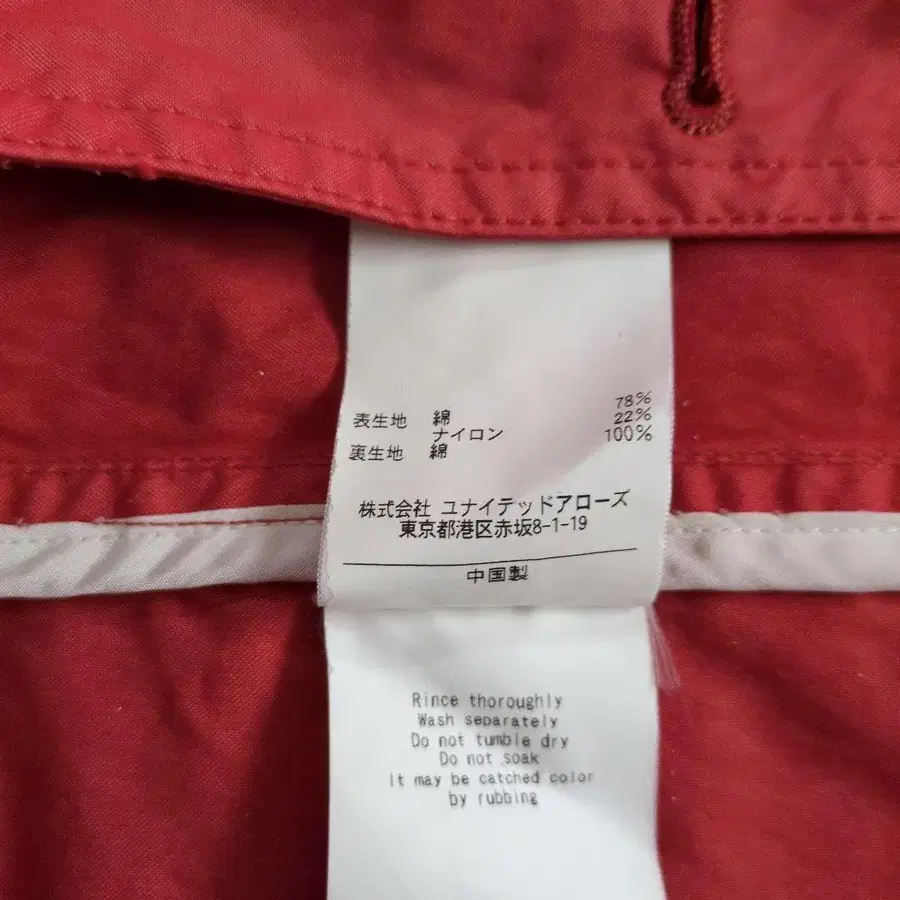 表生地 綿 78%
ナイロン 22%
裏生地 綿 100%
株式会社 ユナイテッドアローズ
東京都港区赤坂8-1-19
中国製
Rince thoroughly
Wash separately
Do not tumble dry
Do not soak
It may be catched color
by rubbing